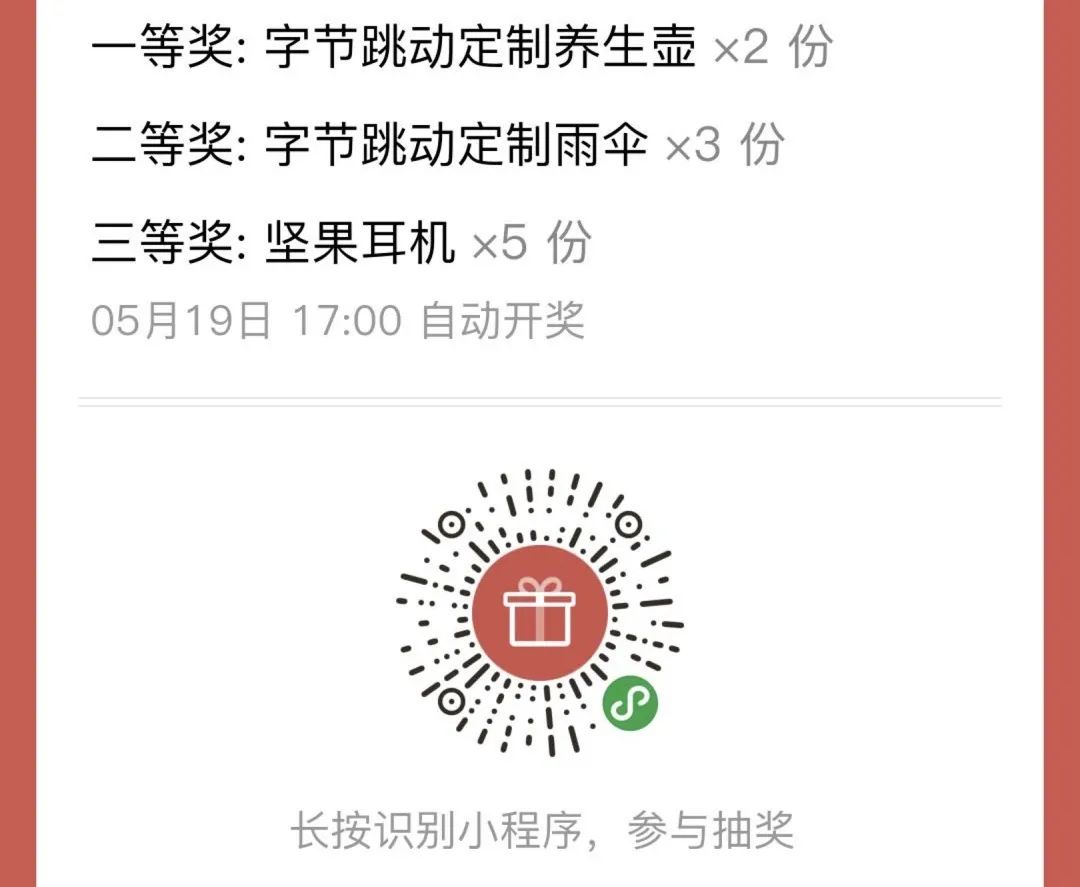 一等奖: 字节跳动定制养生壶 ×2 份
二等奖: 字节跳动定制雨伞 ×3 份
三等奖: 坚果耳机 ×5 份
05月19日 17:00 自动开奖
长按识别小程序，参与抽奖